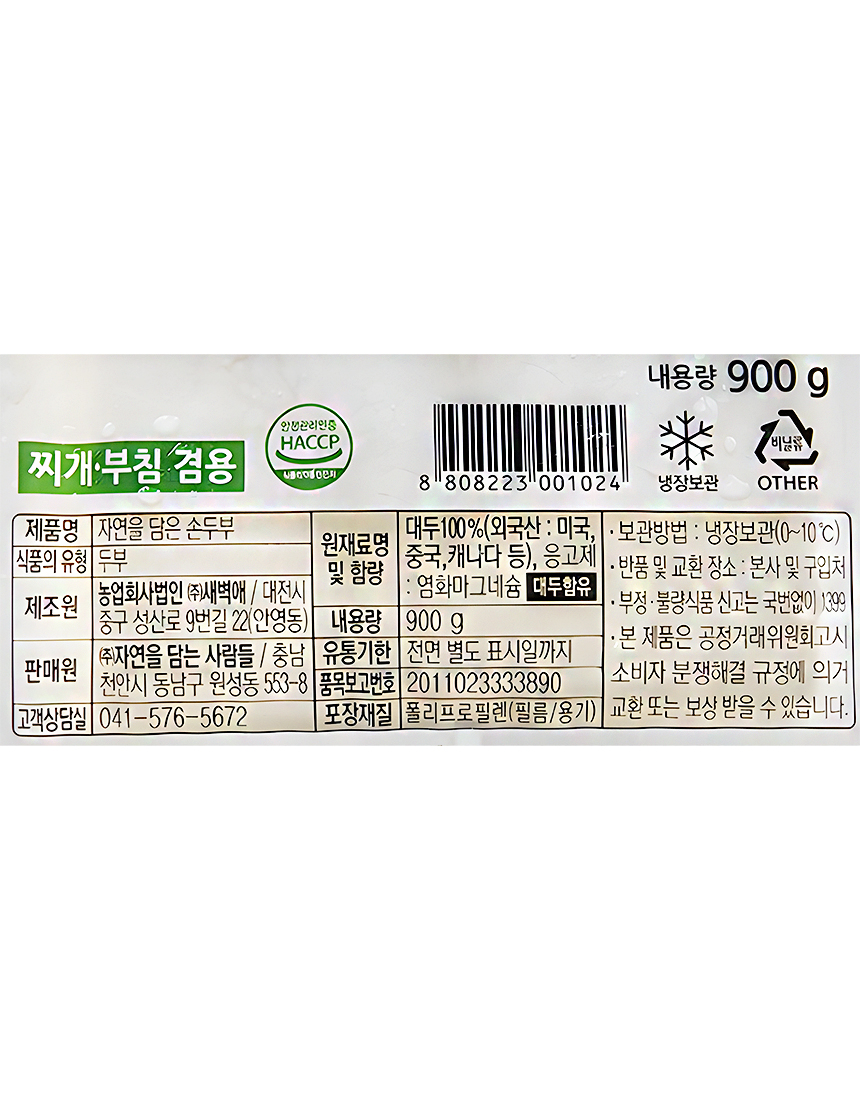 내용량 900 g
찌개·부침 겸용
안전관리인증
HACCP
식품의약품안전처
8 808223 001024
냉장보관
비닐류
OTHER
제품명 자연을 담은 손두부
식품의 유형 두부
제조원 농업회사법인 ㈜새벽애 / 대전시
중구 성산로 9번길 22(안영동)
판매원 ㈜자연을 담는 사람들 / 충남
천안시 동남구 원성동 553-8
고객상담실 041-576-5672
원재료명
및 함량
대두100%(외국산 : 미국,
중국,캐나다 등), 응고제
: 염화마그네슘 대두함유
내용량 900 g
유통기한 전면 별도 표시일까지
품목보고번호 2011023333890
포장재질 폴리프로필렌(필름/용기)
·보관방법 : 냉장보관(0~10℃)
·반품 및 교환 장소 : 본사 및 구입처
·부정·불량식품 신고는 국번없이 1399
·본 제품은 공정거래위원회고시
소비자 분쟁해결 규정에 의거
교환 또는 보상 받을 수 있습니다.